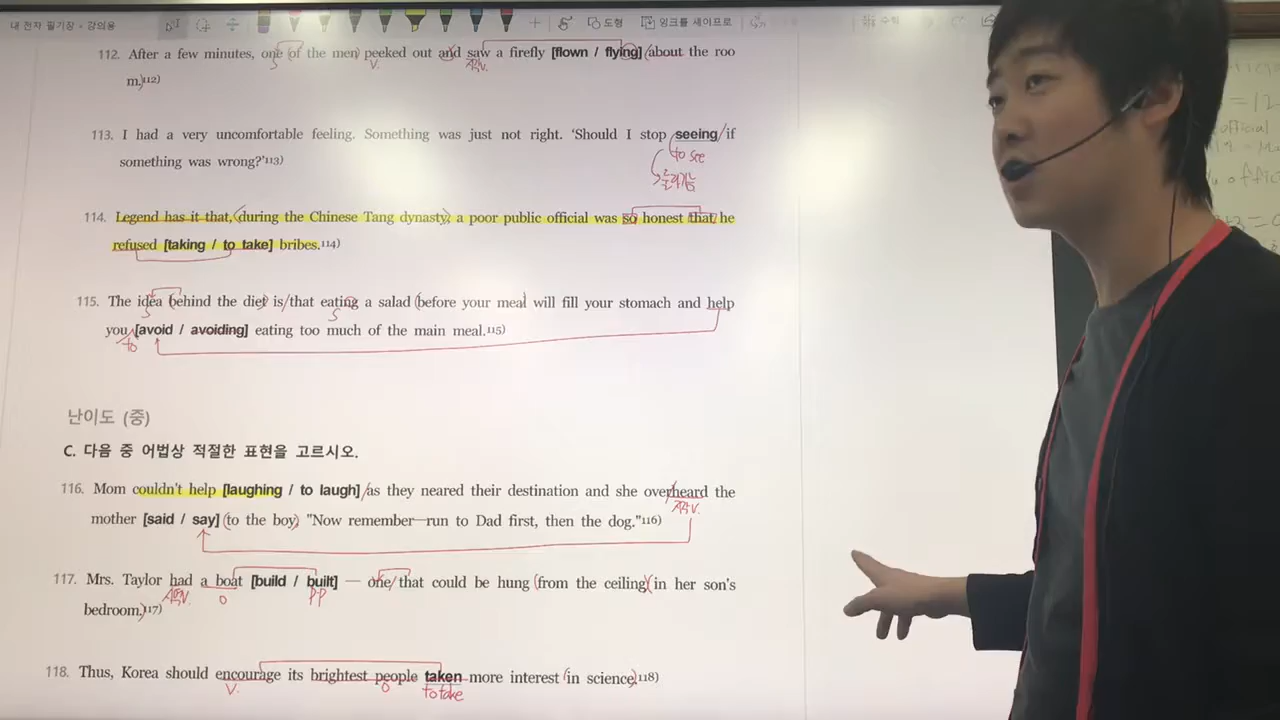 내 전자 필기장 - 강의용
도형
잉크를 셰이프로
수학
112. After a few minutes, one of the men peeked out and saw a firefly [flown / flying] about the roo
m.112)
V.
113. I had a very uncomfortable feeling. Something was just not right. 'Should I stop seeing if
something was wrong?'113)
to see
114. Legend has it that, during the Chinese Tang dynasty, a poor public official was so honest that he
refused [taking / to take] bribes.114)
115. The idea behind the diet is that eating a salad before your meal will fill your stomach and help
S
S
you [avoid / avoiding] eating too much of the main meal.115)
to
난이도 (중)
C. 다음 중 어법상 적절한 표현을 고르시오.
116. Mom couldn't help [laughing / to laugh] as they neared their destination and she overheard the
mother [said / say] to the boy, "Now remember—run to Dad first, then the dog."116)
117. Mrs. Taylor had a boat [build / built] — one that could be hung from the ceiling in her son's
O
p.p
bedroom.117)
118. Thus, Korea should encourage its brightest people taken more interest in science.118)
V.
O
to take